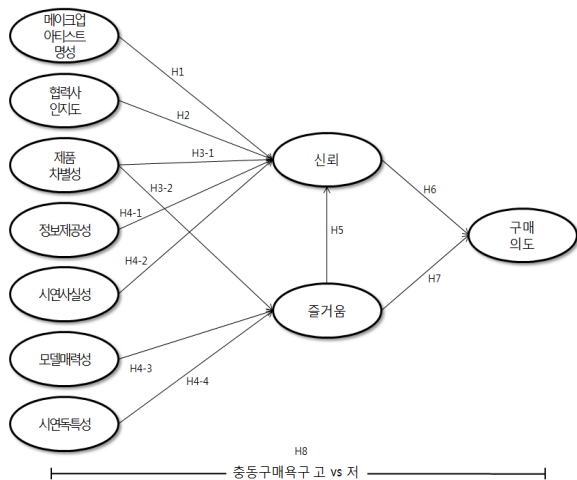 메이크업
아티스트
명성
협력사
인지도
제품
차별성
정보제공성
시연사실성
모델매력성
시연독특성
H1
H2
H3-1
H3-2
H4-1
H4-2
H4-3
H4-4
신뢰
H5
즐거움
H6
H7
구매
의도
H8
충동구매욕구 고 vs 저